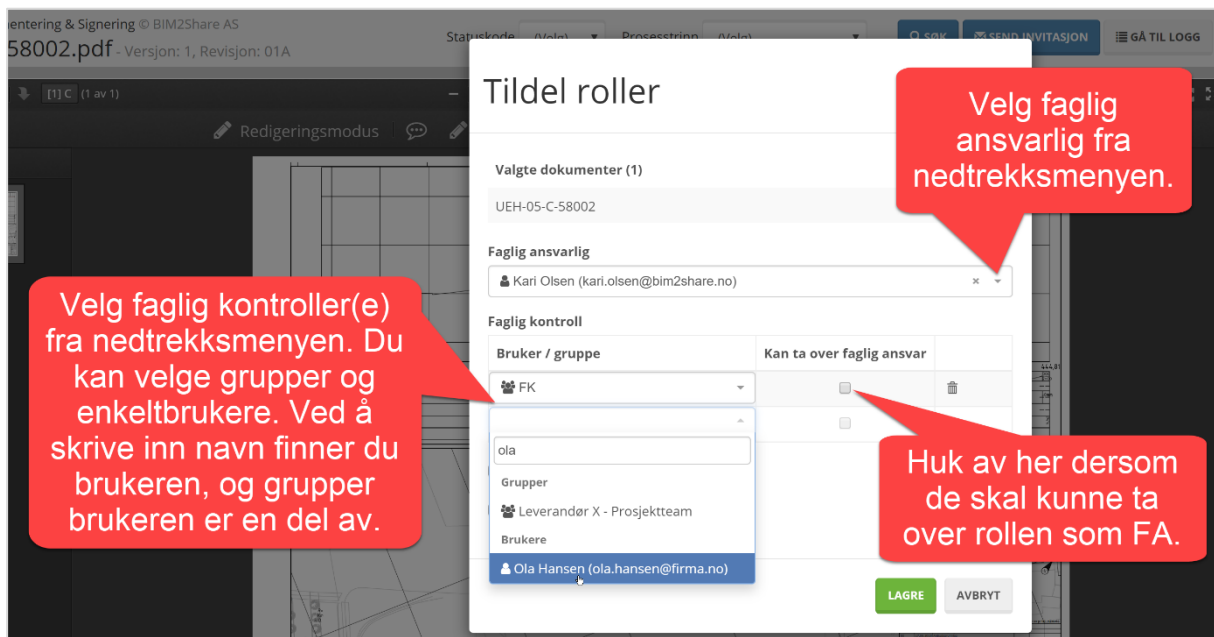 entering & Signering © BIM2Share AS
58002.pdf - Versjon: 1, Revisjon: 01A
Statuskode (Velg) Prosesstrinn (Velg)
SØK
SEND INVITASJON
GÅ TIL LOGG
[1] C (1 av 1)
Redigeringsmodus
Tildel roller
Velg faglig
ansvarlig fra
nedtrekksmenyen.
Valgte dokumenter (1)
UEH-05-C-58002
Faglig ansvarlig
Kari Olsen (kari.olsen@bim2share.no)
Faglig kontroll
Bruker / gruppe
Kan ta over faglig ansvar
FK
ola
Grupper
Leverandør X - Prosjektteam
Brukere
Ola Hansen (ola.hansen@firma.no)
Velg faglig kontroller(e)
fra nedtrekksmenyen. Du
kan velge grupper og
enkeltbrukere. Ved å
skrive inn navn finner du
brukeren, og grupper
brukeren er en del av.
Huk av her dersom
de skal kunne ta
over rollen som FA.
LAGRE
AVBRYT